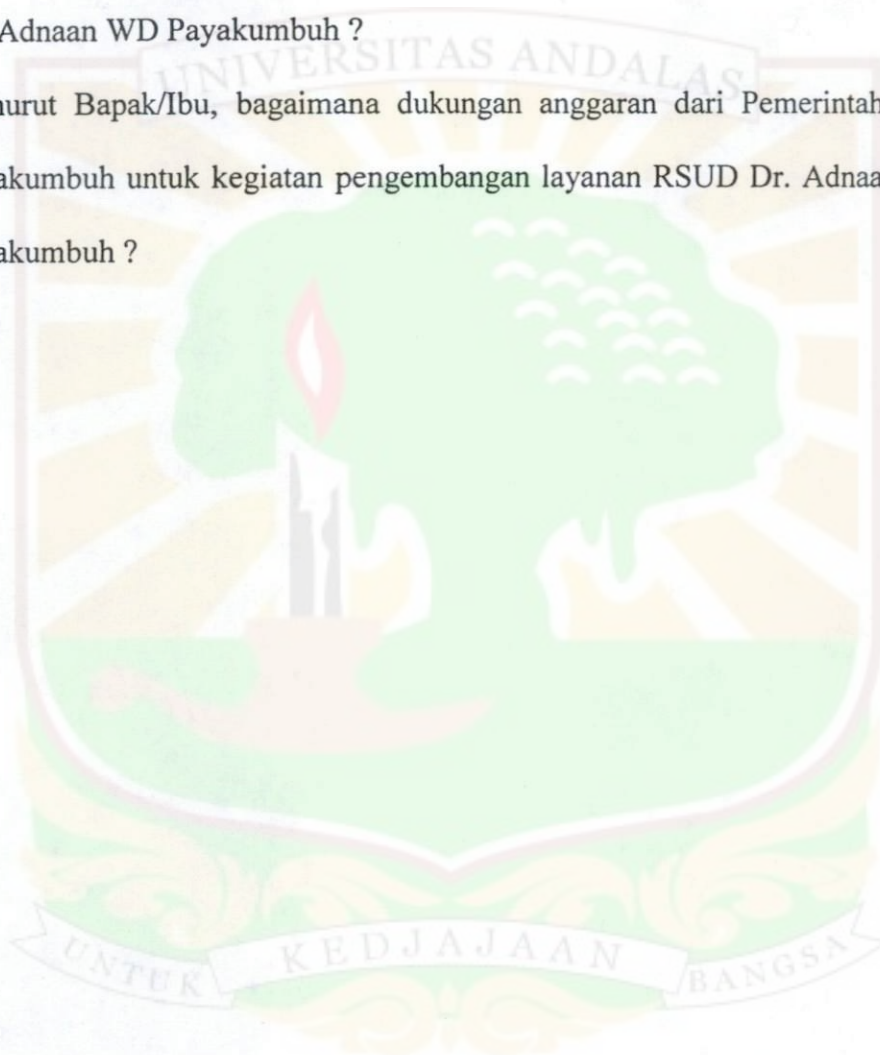 Adnaan WD Payakumbuh ?
UNIVERSITAS ANDALAS
nurut Bapak/Ibu, bagaimana dukungan anggaran dari Pemerintah
akumbuh untuk kegiatan pengembangan layanan RSUD Dr. Adnaa
akumbuh ?
UNTUK KEDJAJAAN BANGSA